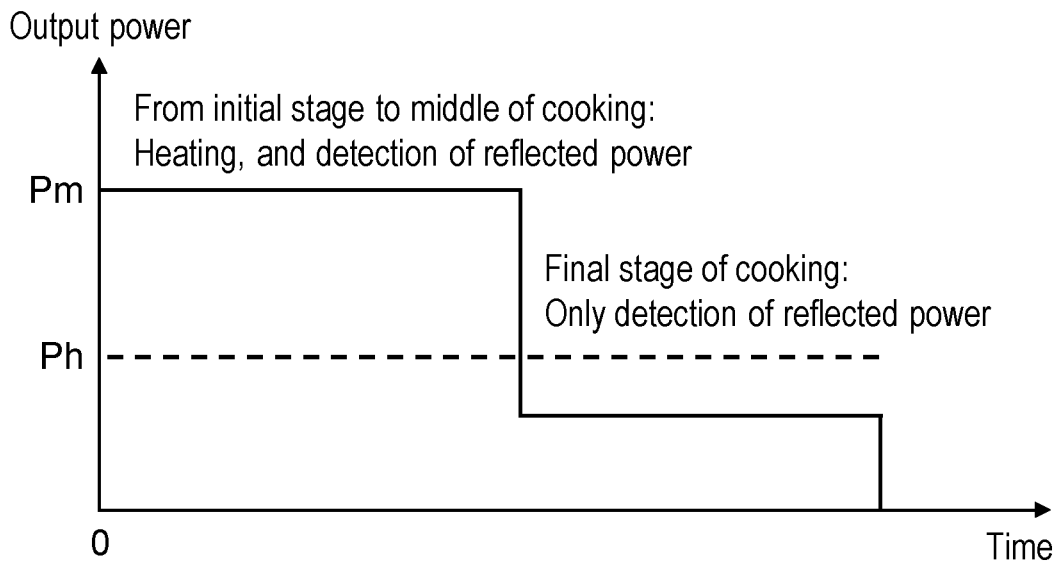 Output power
From initial stage to middle of cooking:
Heating, and detection of reflected power
Pm
Final stage of cooking:
Only detection of reflected power
Ph
0
Time